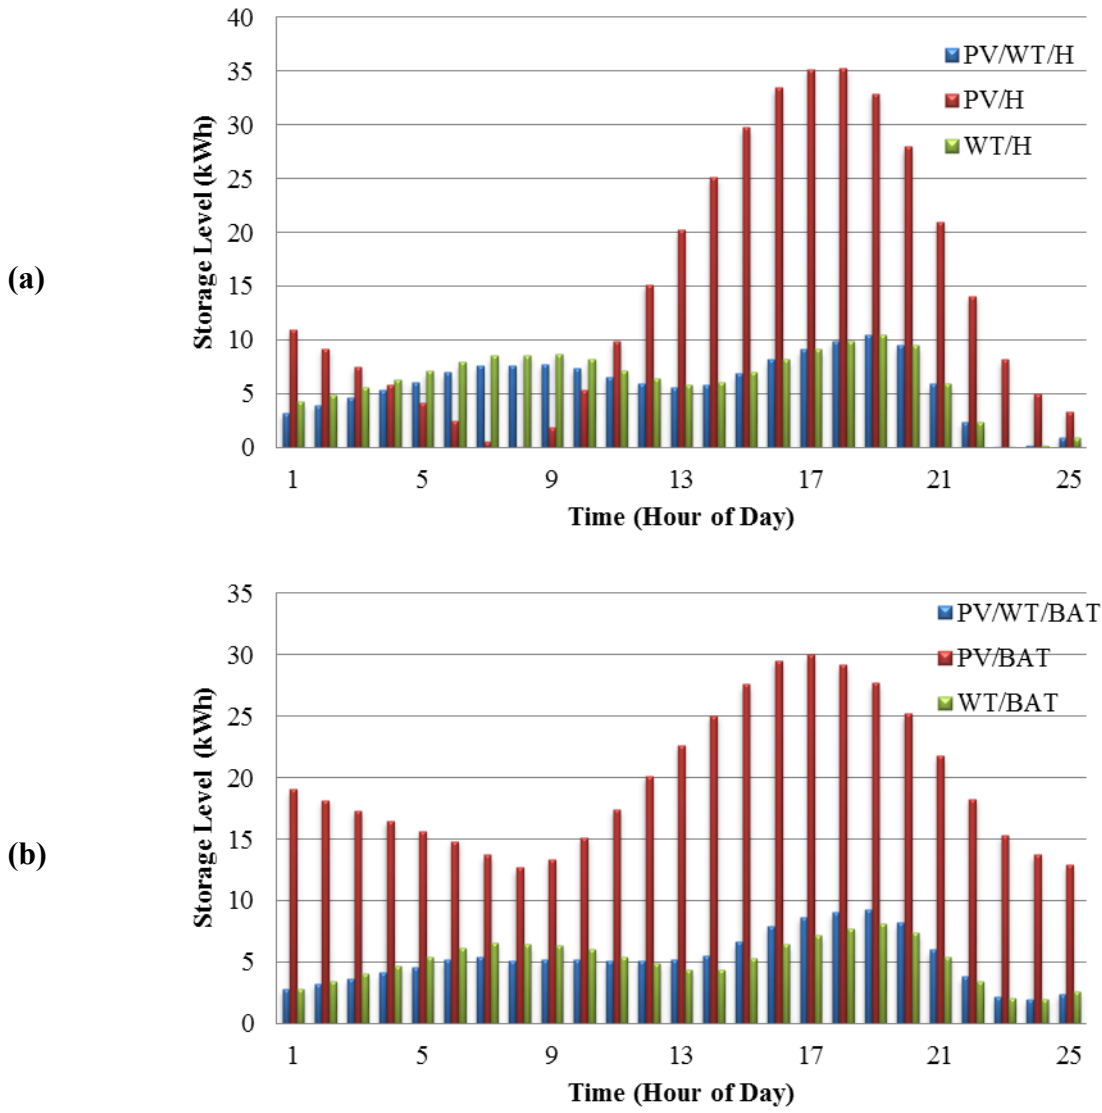 (a)
Storage Level (kWh)
40
35
30
25
20
15
10
5
0
PV/WT/H
PV/H
WT/H
1 5 9 13 17 21 25
Time (Hour of Day)
(b)
Storage Level (kWh)
35
30
25
20
15
10
5
0
PV/WT/BAT
PV/BAT
WT/BAT
1 5 9 13 17 21 25
Time (Hour of Day)